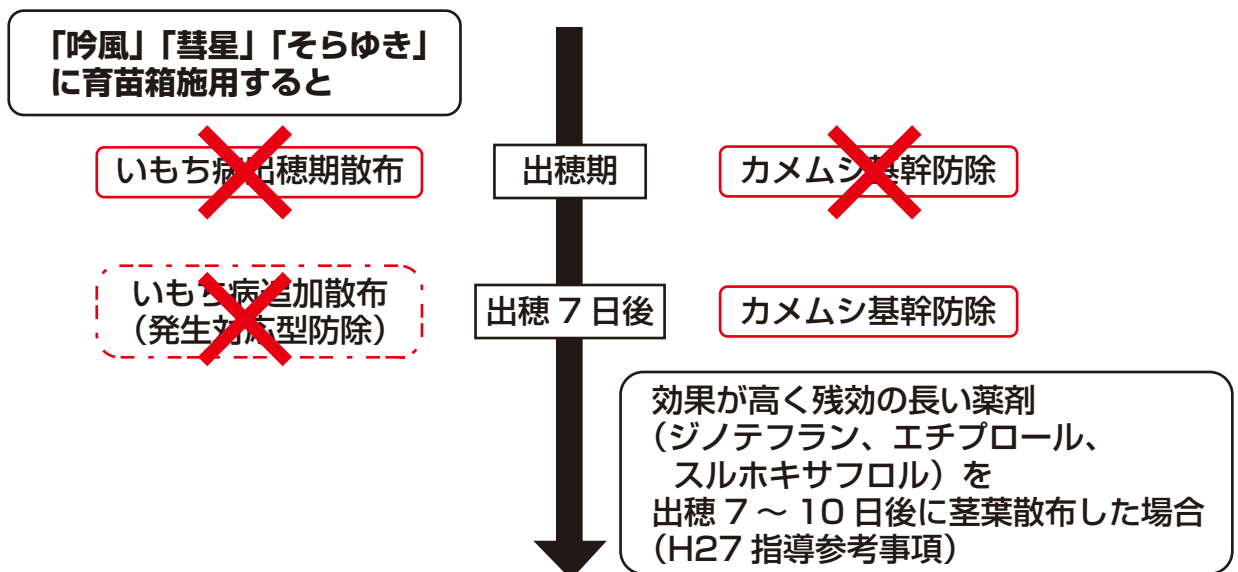 「吟風」「彗星」「そらゆき」
に育苗箱施用すると
いもち病出穂期散布
出穂期
カメムシ基幹防除
いもち病追加散布
（発生対応型防除）
出穂 7 日後
カメムシ基幹防除
効果が高く残効の長い薬剤
（ジノテフラン、エチプロール、
スルホキサフロル）を
出穂 7 ～ 10 日後に茎葉散布した場合
（H27 指導参考事項）